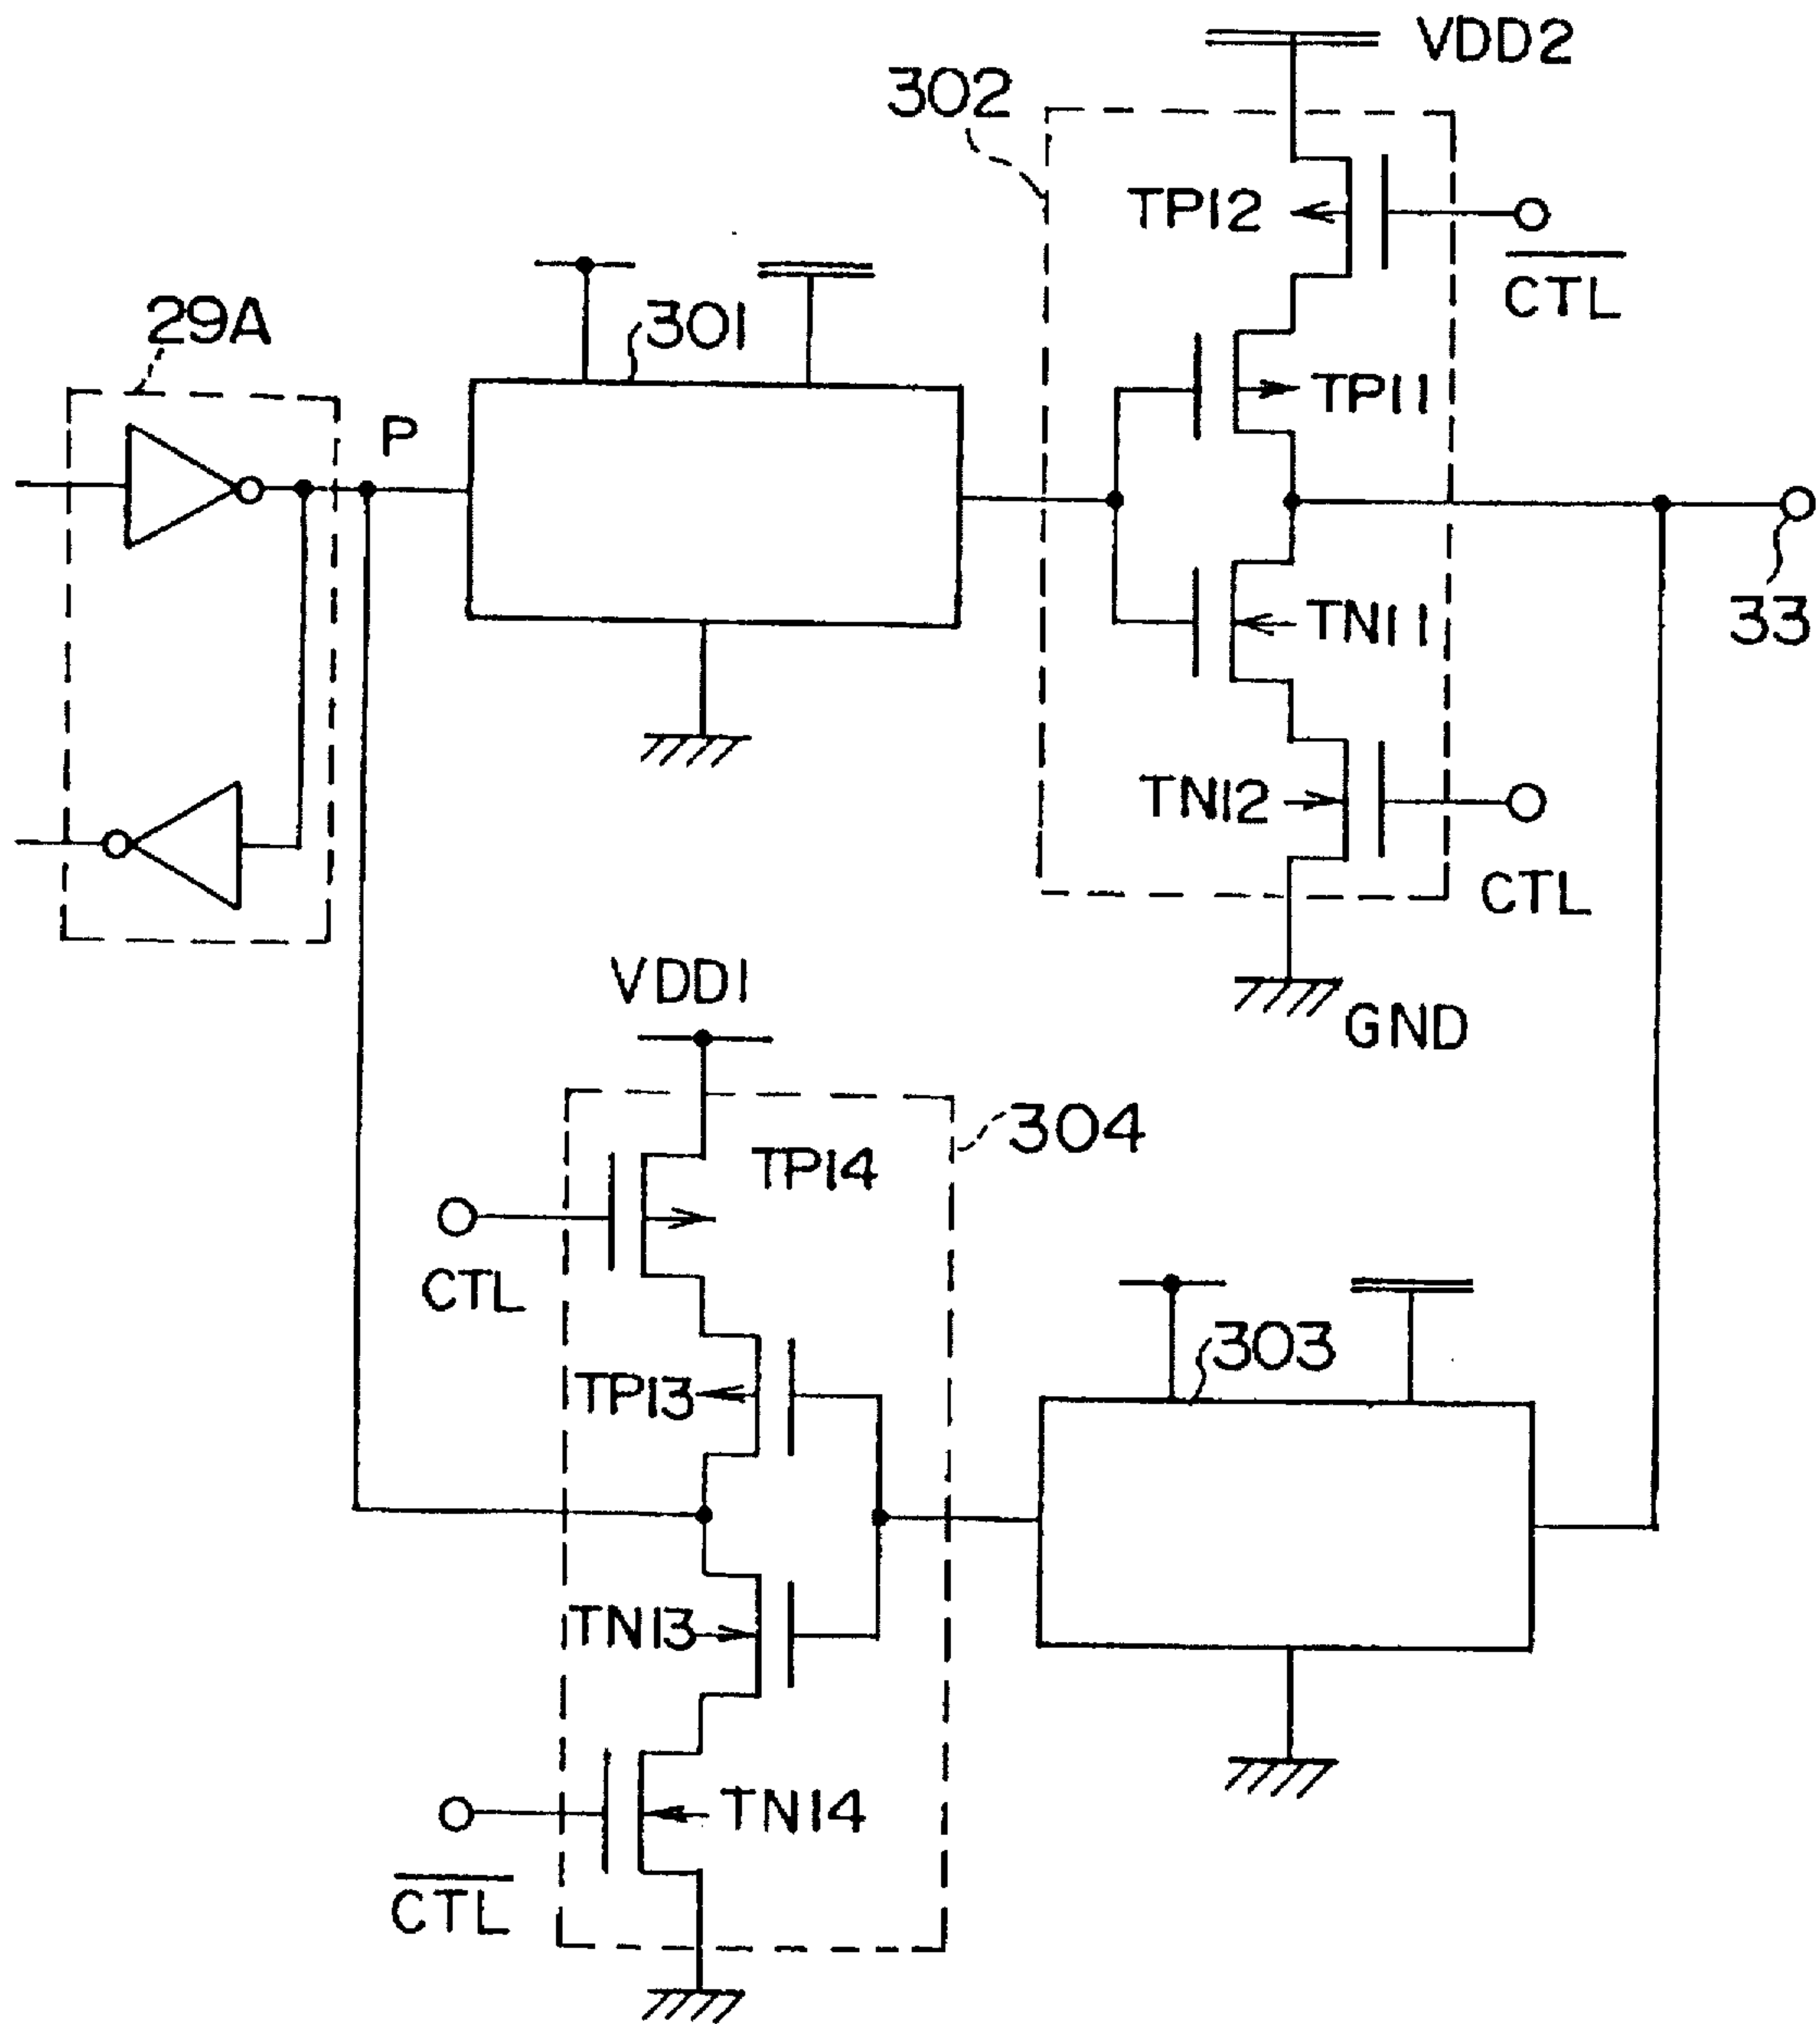 VDD2
302
TP12
CTL
29A
301
P
TP11
TN11
33
TN12
CTL
VDD1
GND
304
TP14
CTL
303
TP13
TN13
TN14
CTL